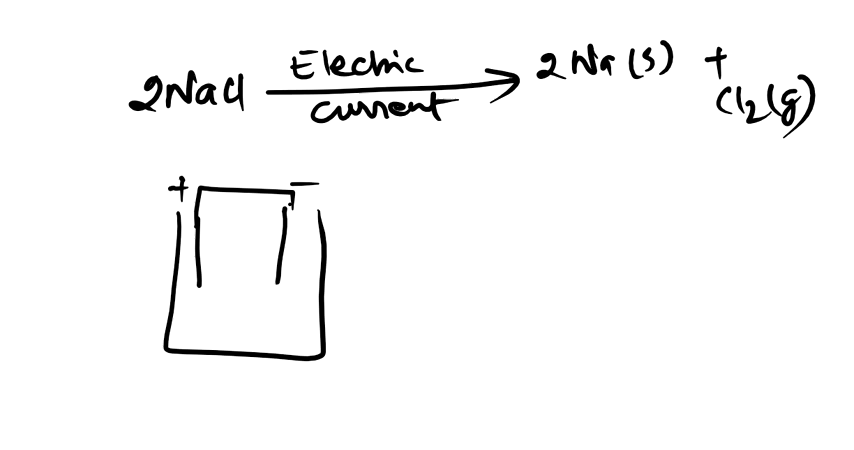 2NaCl Electric current 2Na(s) + Cl2(g)
+ -